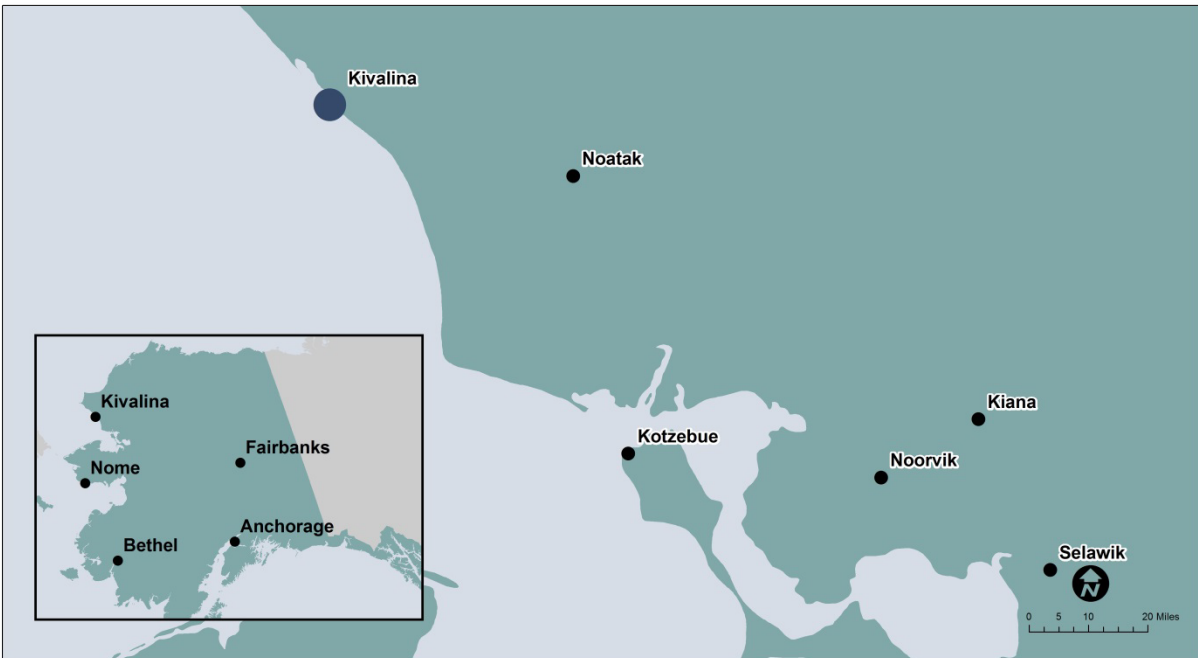 Kivalina
Noatak
Kiana
Kotzebue
Noorvik
Selawik
N
0 5 10 20 Miles
Kivalina
Fairbanks
Nome
Anchorage
Bethel